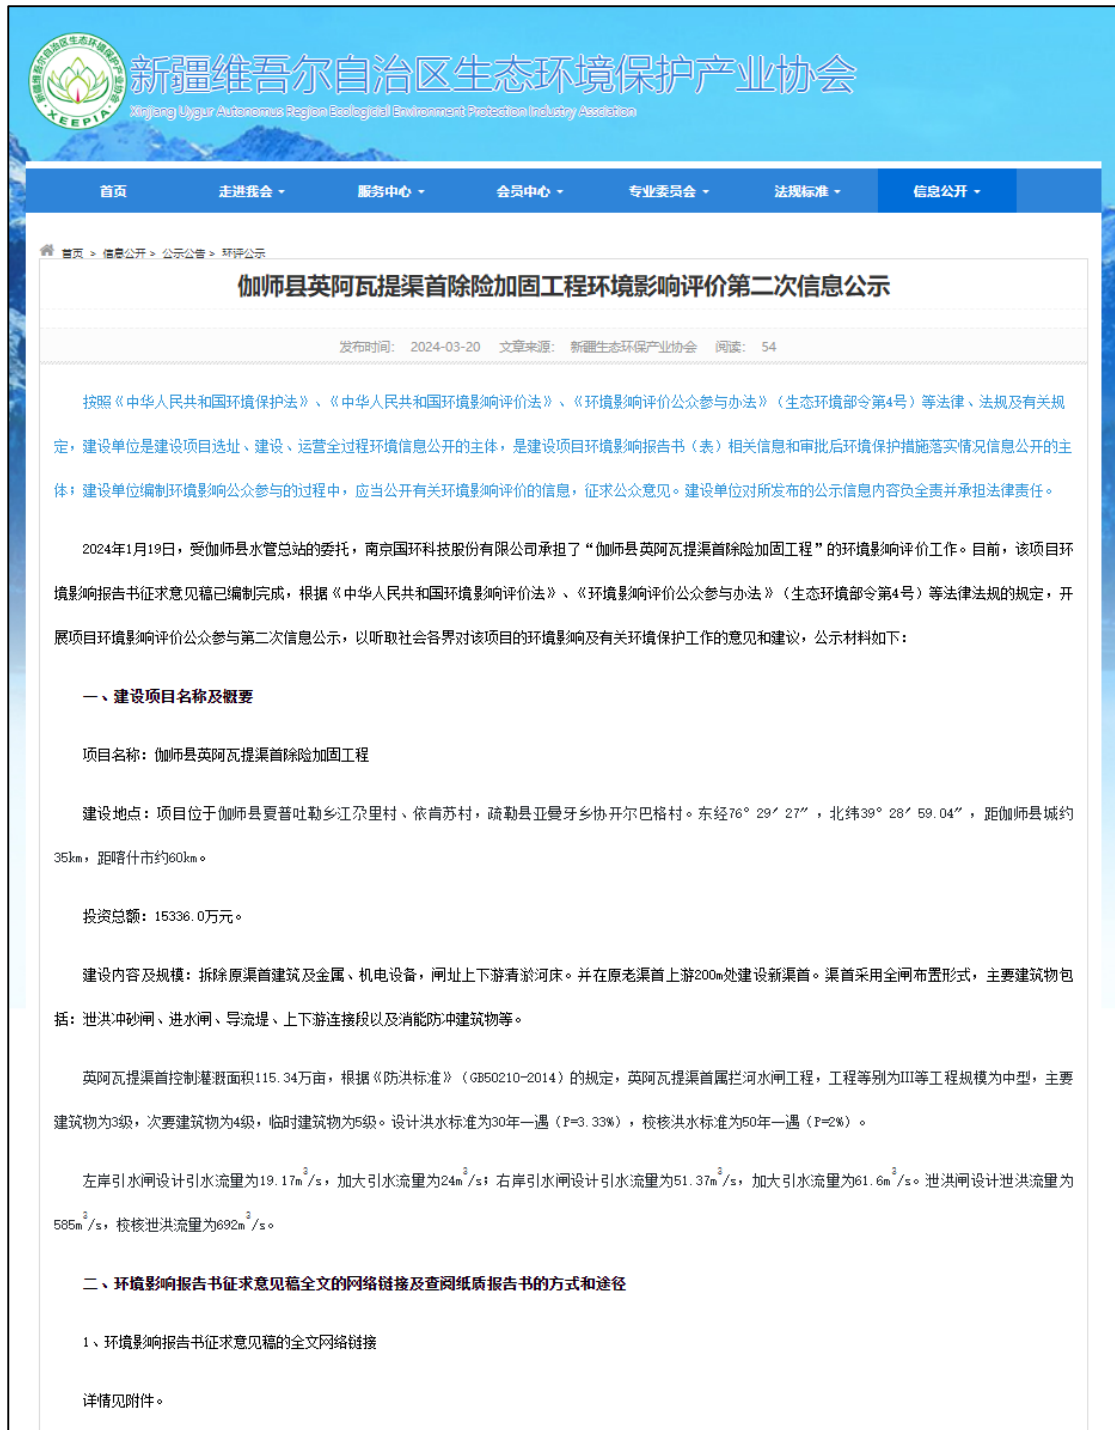 新疆维吾尔自治区生态环境保护产业协会
XEEPIA
新疆维吾尔自治区生态环境保护产业协会
Xinjiang Uygur Autonomus Region Ecologicial Environment Protection Industry Assciation
首页 走进我会 服务中心 会员中心 专业委员会 法规标准 信息公开
首页 > 信息公开 > 公示公告 > 环评公示
伽师县英阿瓦提渠首除险加固工程环境影响评价第二次信息公示
发布时间: 2024-03-20 文章来源: 新疆生态环保产业协会 阅读: 54
按照《中华人民共和国环境保护法》、《中华人民共和国环境影响评价法》、《环境影响评价公众参与办法》（生态环境部令第4号）等法律、法规及有关规
定，建设单位是建设项目选址、建设、运营全过程环境信息公开的主体，是建设项目环境影响报告书（表）相关信息和审批后环境保护措施落实情况信息公开的主
体；建设单位编制环境影响公众参与的过程中，应当公开有关环境影响评价的信息，征求公众意见。建设单位对所发布的公示信息内容负全责并承担法律责任。
2024年1月19日，受伽师县水管总站的委托，南京国环科技股份有限公司承担了“伽师县英阿瓦提渠首除险加固工程”的环境影响评价工作。目前，该项目环
境影响报告书征求意见稿已编制完成，根据《中华人民共和国环境影响评价法》、《环境影响评价公众参与办法》（生态环境部令第4号）等法律法规的规定，开
展项目环境影响评价公众参与第二次信息公示，以听取社会各界对该项目的环境影响及有关环境保护工作的意见和建议，公示材料如下：
一、建设项目名称及概要
项目名称：伽师县英阿瓦提渠首除险加固工程
建设地点：项目位于伽师县夏普吐勒乡江尕里村、依肯苏村，疏勒县亚曼牙乡协开尔巴格村。东经76° 29′ 27″，北纬39° 28′ 59.04″，距伽师县城约
35km，距喀什市约60km。
投资总额：15336.0万元。
建设内容及规模：拆除原渠首建筑及金属、机电设备，闸址上下游清淤河床。并在原老渠首上游200m处建设新渠首。渠首采用全闸布置形式，主要建筑物包
括：泄洪冲砂闸、进水闸、导流堤、上下游连接段以及消能防冲建筑物等。
英阿瓦提渠首控制灌溉面积115.34万亩，根据《防洪标准》（GB50210-2014）的规定，英阿瓦提渠首属拦河水闸工程，工程等别为III等工程规模为中型，主要
建筑物为3级，次要建筑物为4级，临时建筑物为5级。设计洪水标准为30年一遇（P=3.33%），校核洪水标准为50年一遇（P=2%）。
左岸引水闸设计引水流量为19.17m³/s，加大引水流量为24m³/s；右岸引水闸设计引水流量为51.37m³/s，加大引水流量为61.6m³/s。泄洪闸设计泄洪流量为
585m³/s，校核泄洪流量为692m³/s。
二、环境影响报告书征求意见稿全文的网络链接及查阅纸质报告书的方式和途径
1、环境影响报告书征求意见稿的全文网络链接
详情见附件。